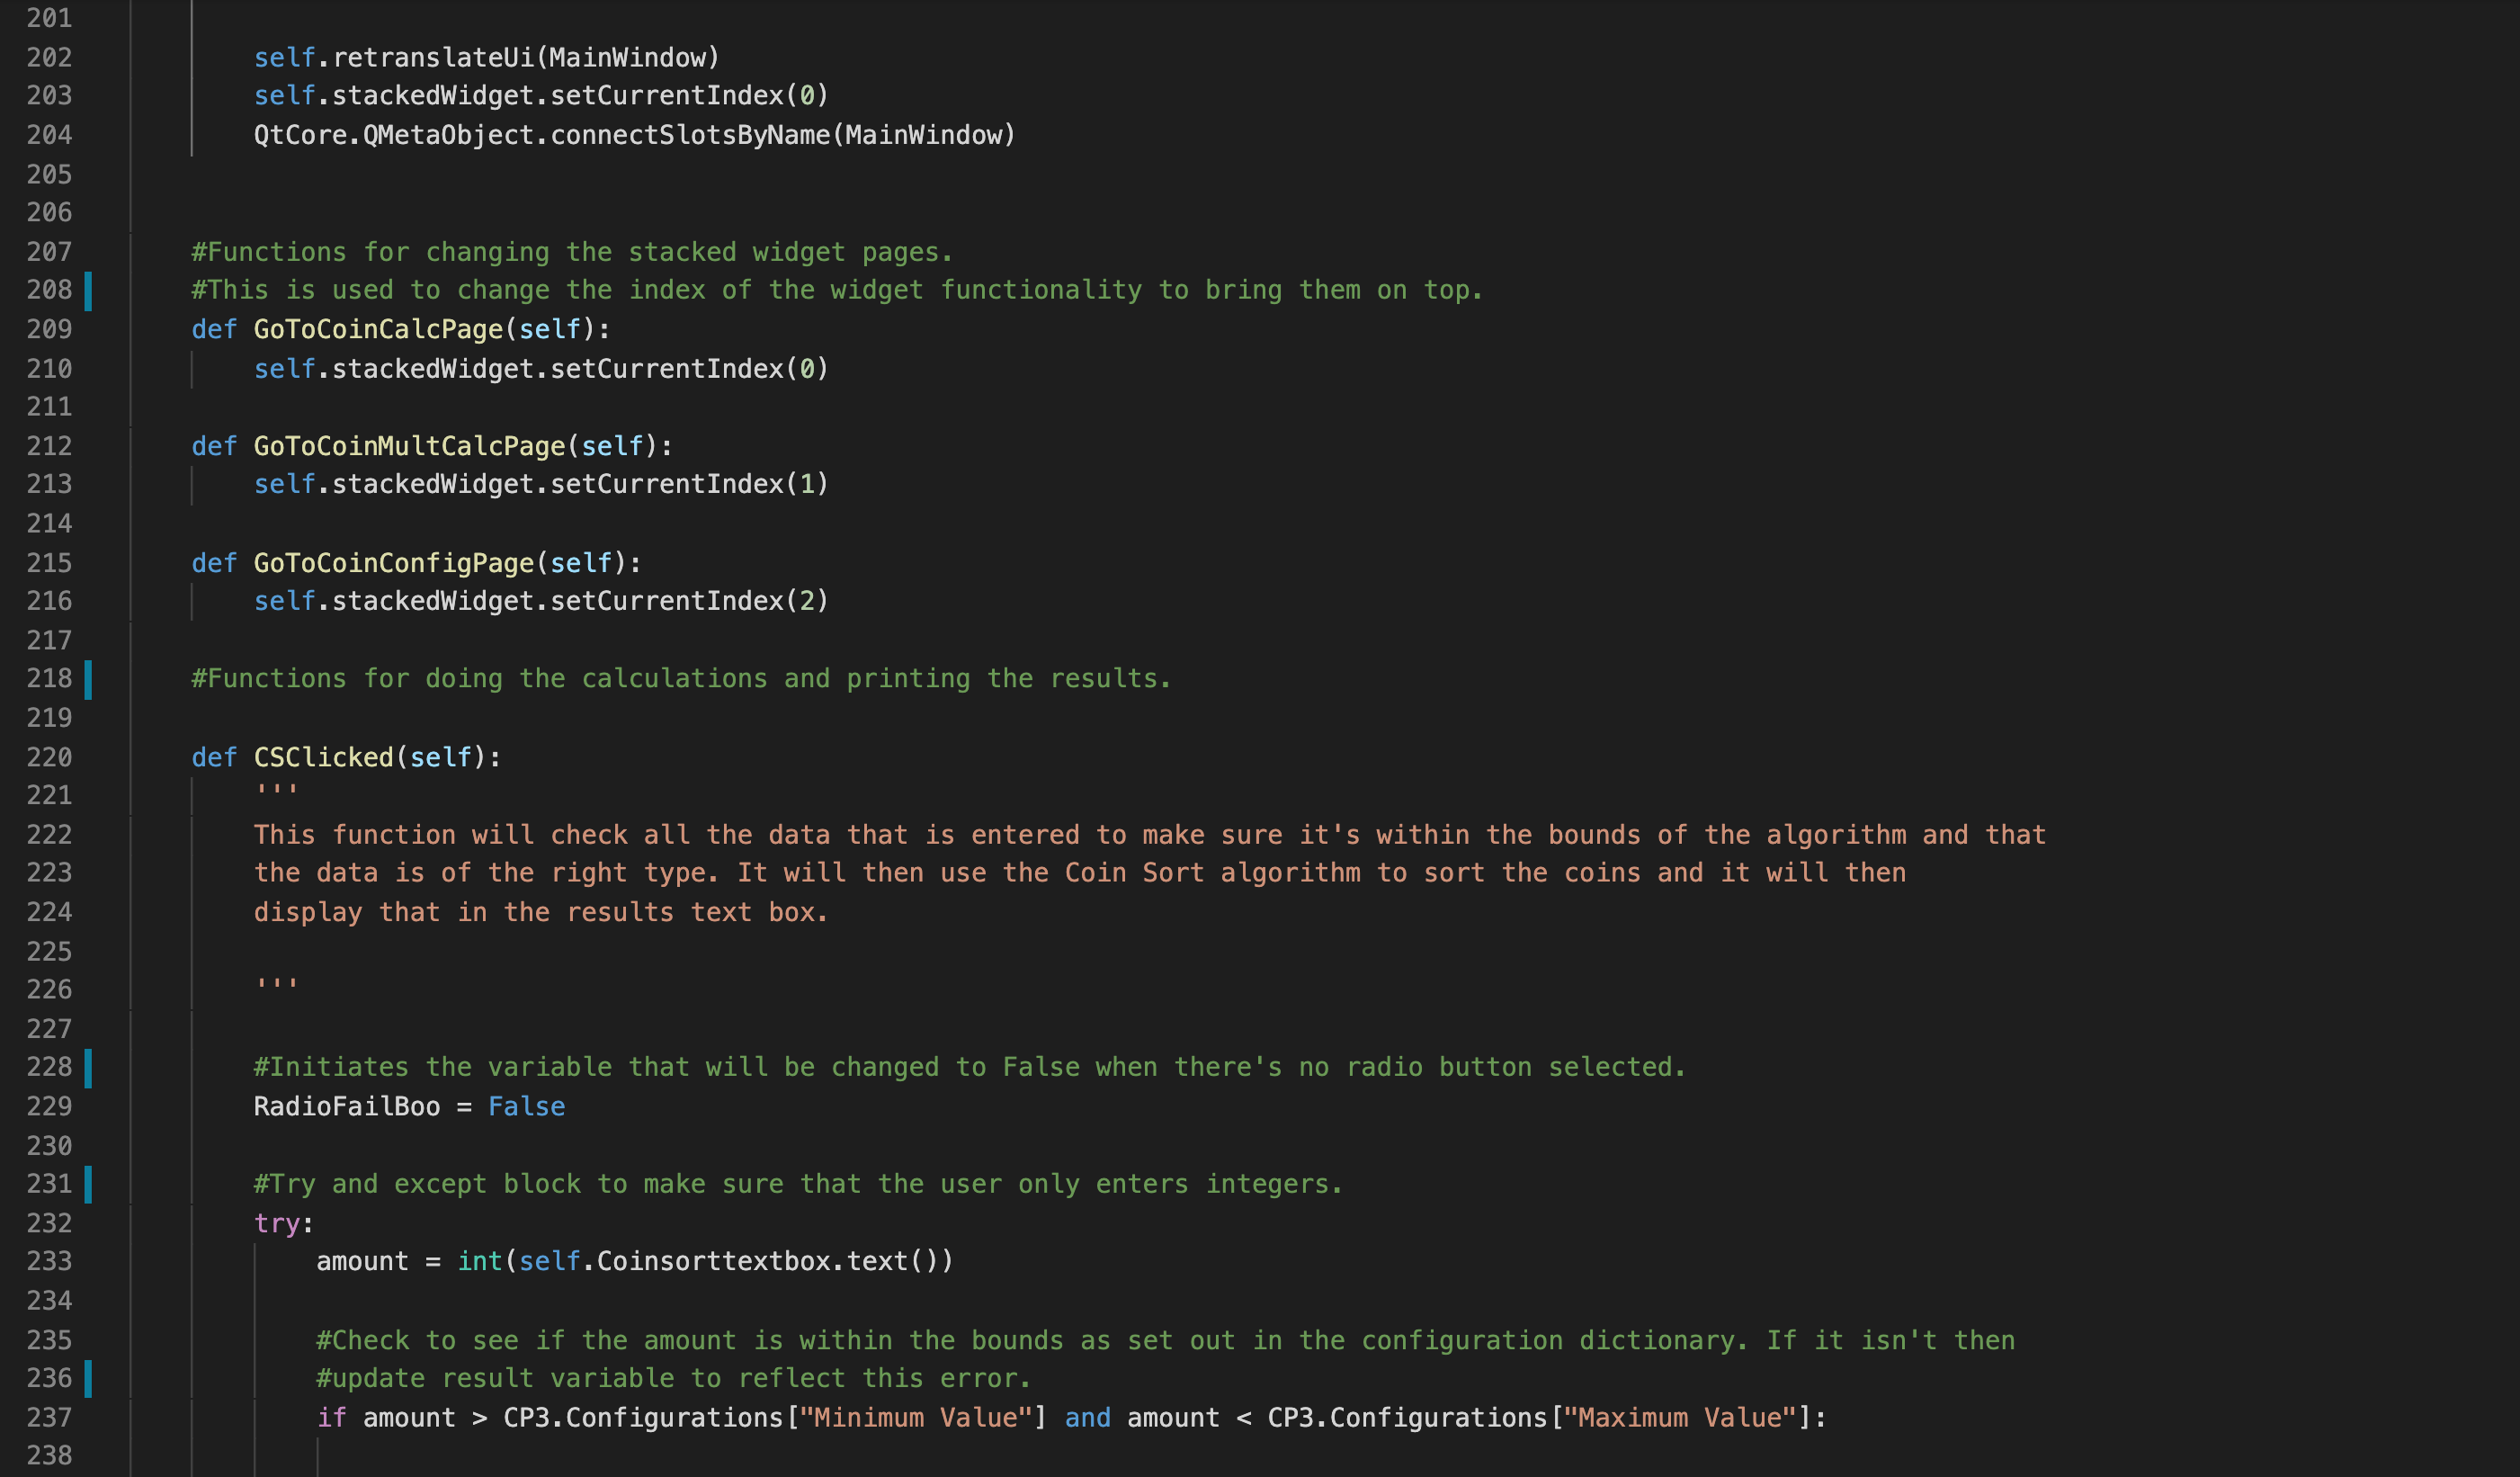 201
202 self.retranslateUi(MainWindow)
203 self.stackedWidget.setCurrentIndex(0)
204 QtCore.QMetaObject.connectSlotsByName(MainWindow)
205
206
207 #Functions for changing the stacked widget pages.
208 #This is used to change the index of the widget functionality to bring them on top.
209 def GoToCoinCalcPage(self):
210 self.stackedWidget.setCurrentIndex(0)
211
212 def GoToCoinMultCalcPage(self):
213 self.stackedWidget.setCurrentIndex(1)
214
215 def GoToCoinConfigPage(self):
216 self.stackedWidget.setCurrentIndex(2)
217
218 #Functions for doing the calculations and printing the results.
219
220 def CSClicked(self):
221 '''
222 This function will check all the data that is entered to make sure it's within the bounds of the algorithm and that
223 the data is of the right type. It will then use the Coin Sort algorithm to sort the coins and it will then
224 display that in the results text box.
225
226 '''
227
228 #Initiates the variable that will be changed to False when there's no radio button selected.
229 RadioFailBoo = False
230
231 #Try and except block to make sure that the user only enters integers.
232 try:
233 amount = int(self.Coinsorttextbox.text())
234
235 #Check to see if the amount is within the bounds as set out in the configuration dictionary. If it isn't then
236 #update result variable to reflect this error.
237 if amount > CP3.Configurations["Minimum Value"] and amount < CP3.Configurations["Maximum Value"]:
238